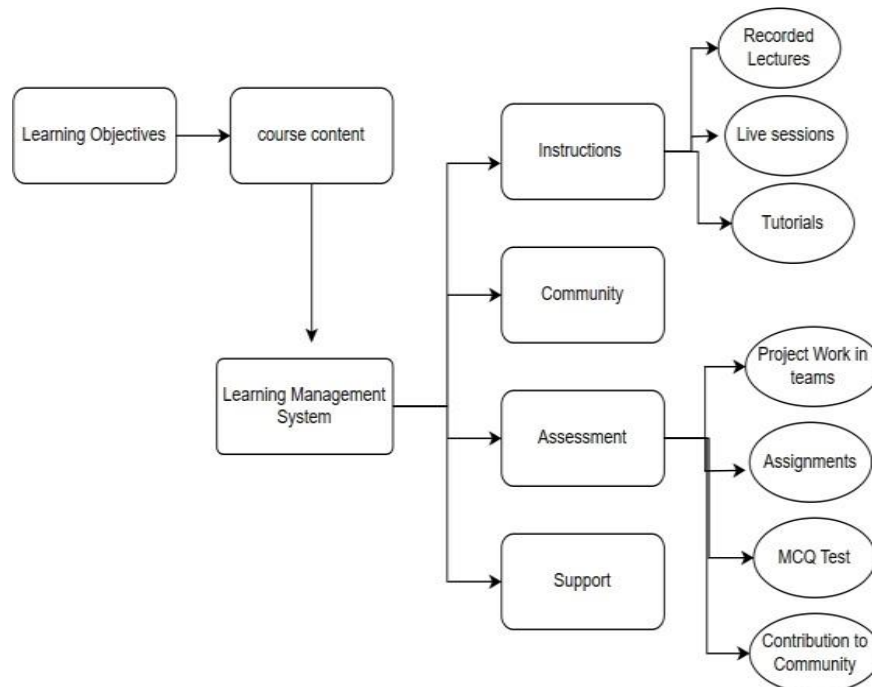 Recorded
Lectures
Learning Objectives
course content
Instructions
Live sessions
Tutorials
Community
Learning Management
System
Project Work in
teams
Assessment
Assignments
MCQ Test
Support
Contribution to
Community